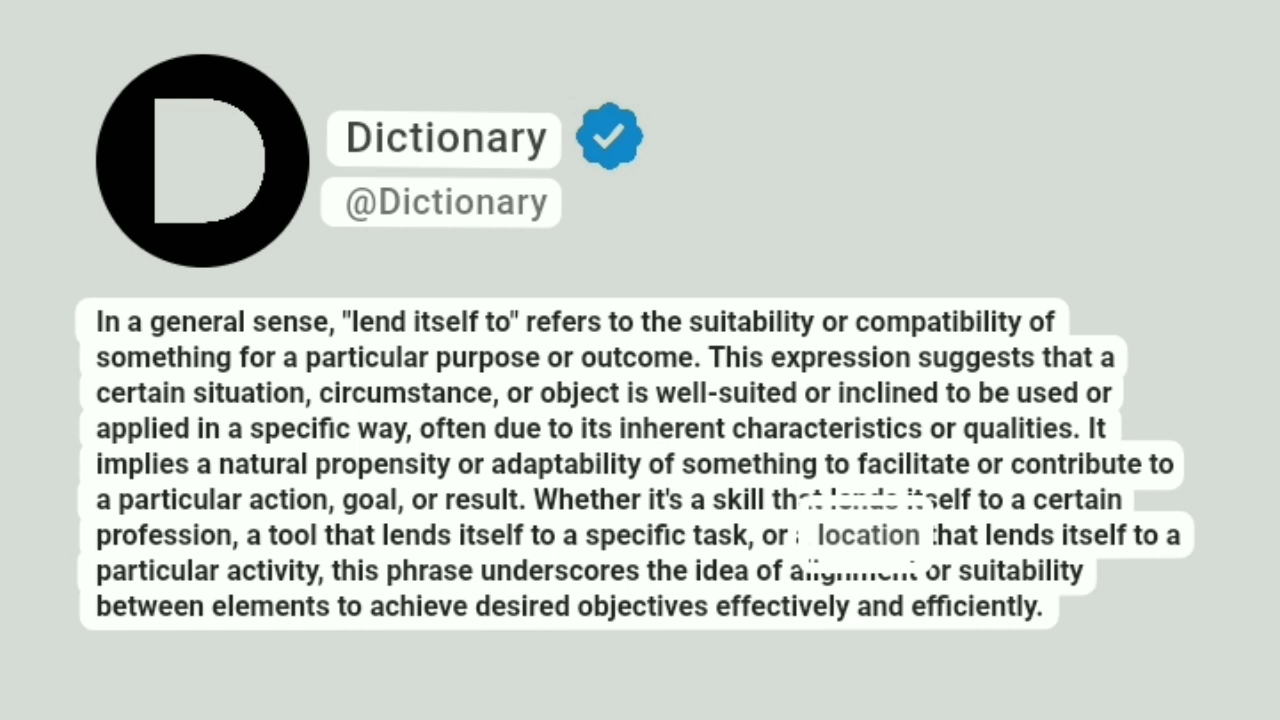 D
Dictionary
@Dictionary
In a general sense, "lend itself to" refers to the suitability or compatibility of
something for a particular purpose or outcome. This expression suggests that a
certain situation, circumstance, or object is well-suited or inclined to be used or
applied in a specific way, often due to its inherent characteristics or qualities. It
implies a natural propensity or adaptability of something to facilitate or contribute to
a particular action, goal, or result. Whether it's a skill that lends itself to a certain
profession, a tool that lends itself to a specific task, or a location that lends itself to a
particular activity, this phrase underscores the idea of alignment or suitability
between elements to achieve desired objectives effectively and efficiently.